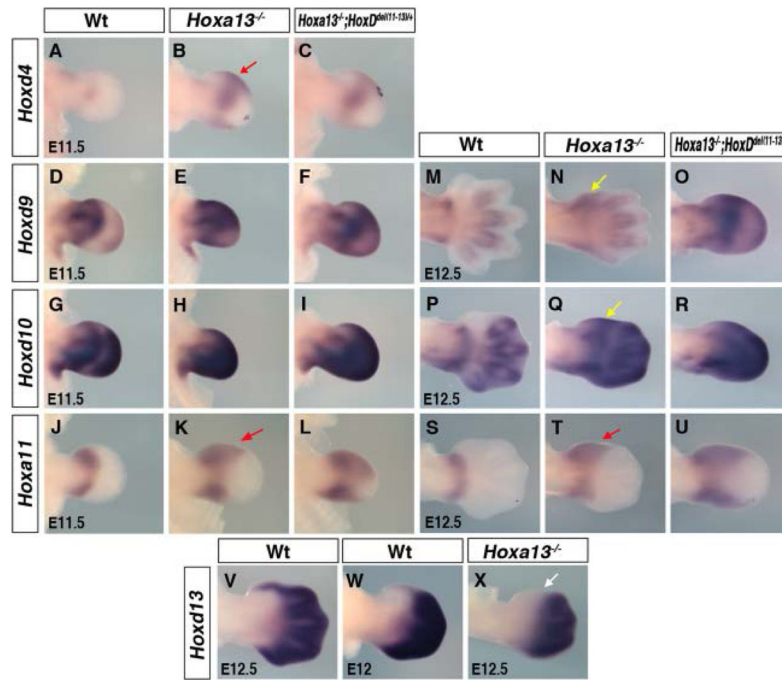 Wt Hoxa13-/- Hoxa13-/-;HoxDdel(11-13)/+
Hoxd4
A B C
E11.5
Wt Hoxa13-/- Hoxa13-/-;HoxDdel(11-13)
Hoxd9
D E F M N O
E11.5 E12.5
Hoxd10
G H I P Q R
E11.5 E12.5
Hoxa11
J K L S T U
E11.5 E12.5
Wt Wt Hoxa13-/-
Hoxd13
V W X
E12.5 E12 E12.5